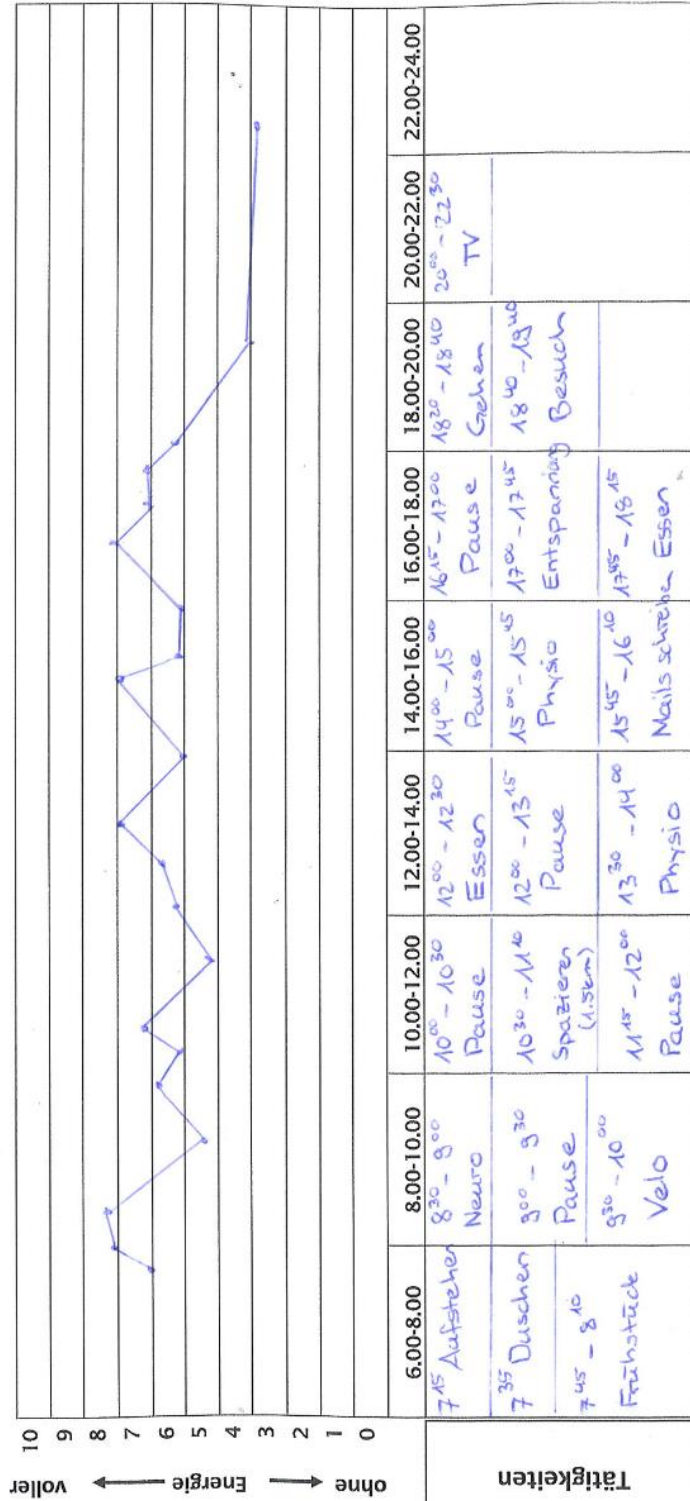 voller
Energie
ohne
10
9
8
7
6
5
4
3
2
1
0
Tätigkeiten
6.00-8.00
7¹⁵ Aufstehen
7³⁵ Duschen
7⁴⁵ - 8¹⁰
Frühstück
8.00-10.00
8³⁰ - 9⁰⁰
Neuro
9⁰⁰ - 9³⁰
Pause
9³⁰ - 10⁰⁰
Velo
10.00-12.00
10⁰⁰ - 10³⁰
Pause
10³⁰ - 11¹⁰
Spazieren
(1.5km)
11¹⁵ - 12⁰⁰
Pause
12.00-14.00
12⁰⁰ - 12³⁰
Essen
12⁰⁰ - 13¹⁵
Pause
13³⁰ - 14⁰⁰
Physio
14.00-16.00
14⁰⁰ - 15⁰⁰
Pause
15⁰⁰ - 15⁴⁵
Physio
15⁴⁵ - 16¹⁰
Mails schreiben
16.00-18.00
16¹⁵ - 17⁰⁰
Pause
17⁰⁰ - 17⁴⁵
Entspannung
17⁴⁵ - 18¹⁵
Essen
18.00-20.00
18²⁰ - 18⁴⁰
Gehen
18⁴⁰ - 19⁴⁰
Besuch
20.00-22.00
20⁰⁰ - 22³⁰
TV
22.00-24.00